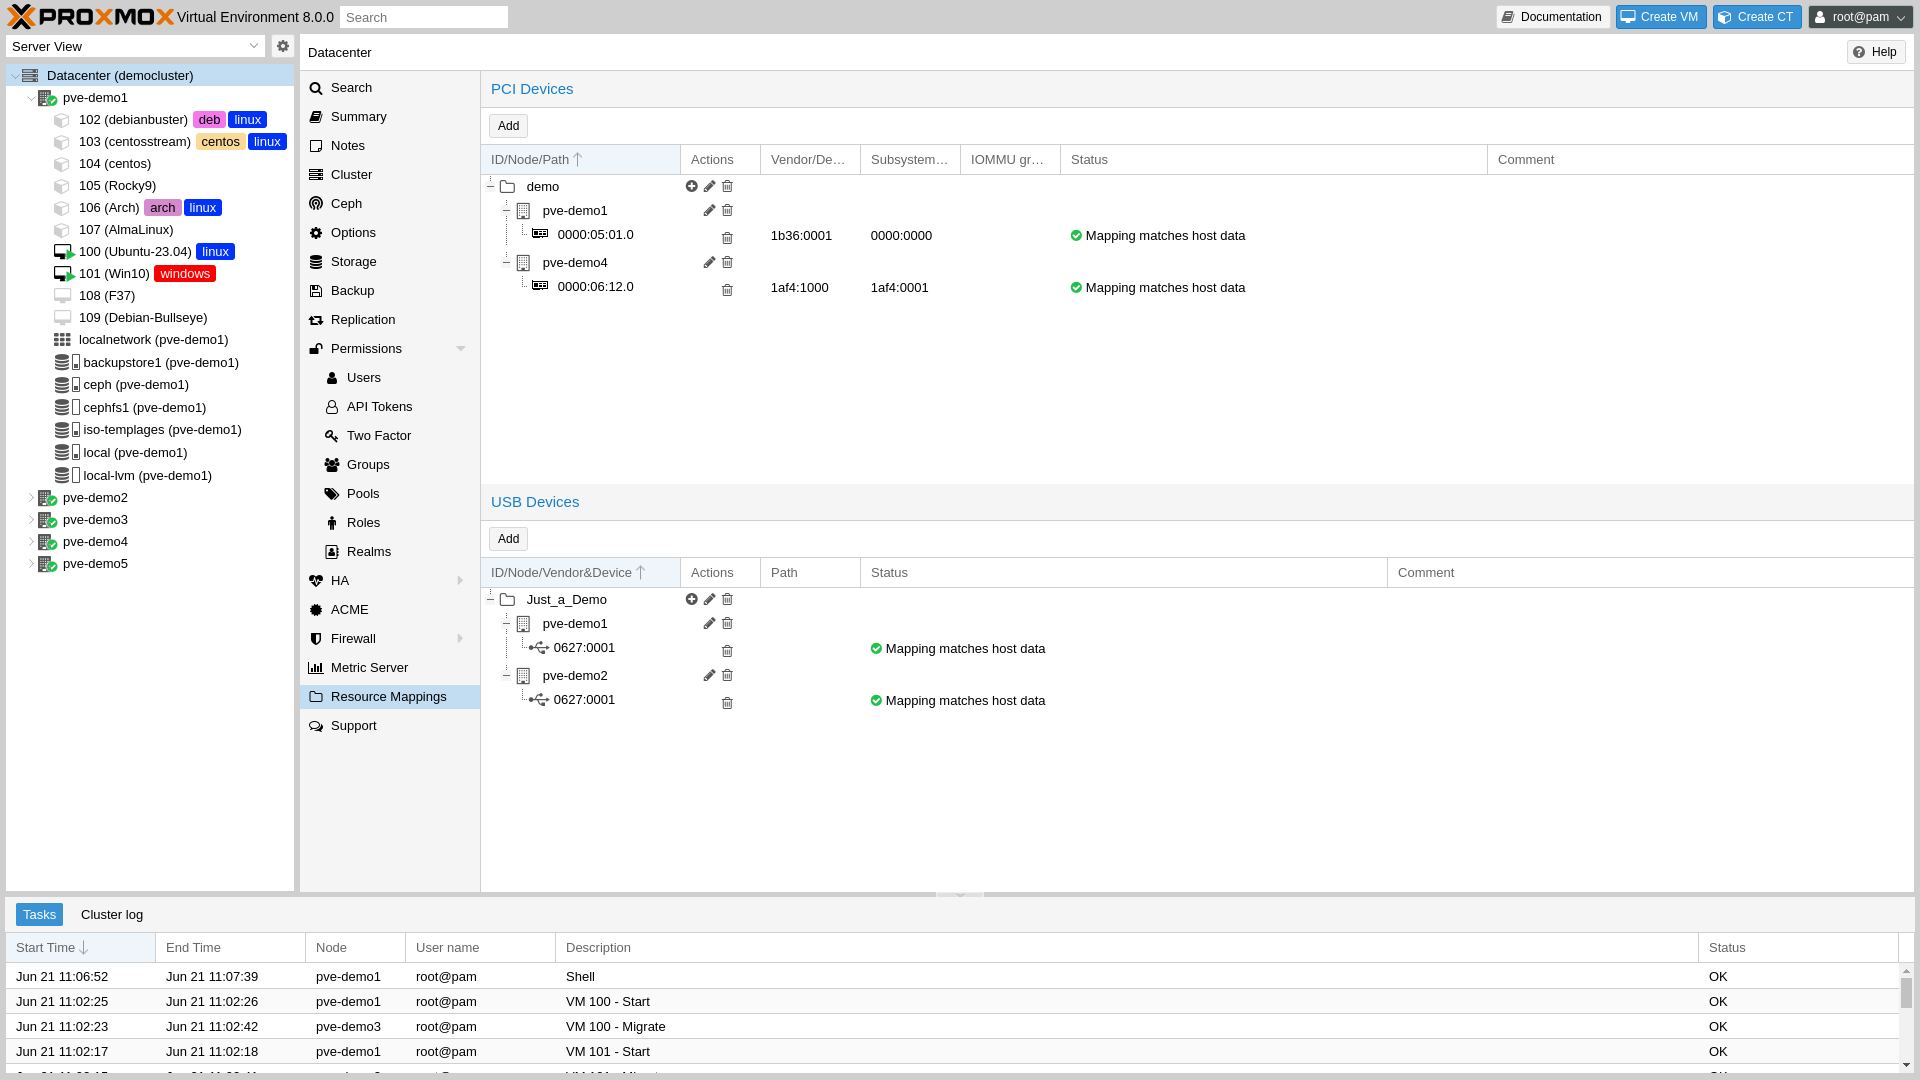 PROXMOX Virtual Environment 8.0.0 Search Documentation Create VM Create CT root@pam
Server View
Datacenter (democluster)
pve-demo1
102 (debianbuster) deb linux
103 (centosstream) centos linux
104 (centos)
105 (Rocky9)
106 (Arch) arch linux
107 (AlmaLinux)
100 (Ubuntu-23.04) linux
101 (Win10) windows
108 (F37)
109 (Debian-Bullseye)
localnetwork (pve-demo1)
backupstore1 (pve-demo1)
ceph (pve-demo1)
cephfs1 (pve-demo1)
iso-templages (pve-demo1)
local (pve-demo1)
local-lvm (pve-demo1)
pve-demo2
pve-demo3
pve-demo4
pve-demo5
Datacenter Help
Search
Summary
Notes
Cluster
Ceph
Options
Storage
Backup
Replication
Permissions
Users
API Tokens
Two Factor
Groups
Pools
Roles
Realms
HA
ACME
Firewall
Metric Server
Resource Mappings
Support
PCI Devices
Add
ID/Node/Path Actions Vendor/De... Subsystem... IOMMU gr... Status Comment
demo
pve-demo1
0000:05:01.0 1b36:0001 0000:0000 Mapping matches host data
pve-demo4
0000:06:12.0 1af4:1000 1af4:0001 Mapping matches host data
USB Devices
Add
ID/Node/Vendor&Device Actions Path Status Comment
Just_a_Demo
pve-demo1
0627:0001 Mapping matches host data
pve-demo2
0627:0001 Mapping matches host data
Tasks Cluster log
Start Time End Time Node User name Description Status
Jun 21 11:06:52 Jun 21 11:07:39 pve-demo1 root@pam Shell OK
Jun 21 11:02:25 Jun 21 11:02:26 pve-demo1 root@pam VM 100 - Start OK
Jun 21 11:02:23 Jun 21 11:02:42 pve-demo3 root@pam VM 100 - Migrate OK
Jun 21 11:02:17 Jun 21 11:02:18 pve-demo1 root@pam VM 101 - Start OK